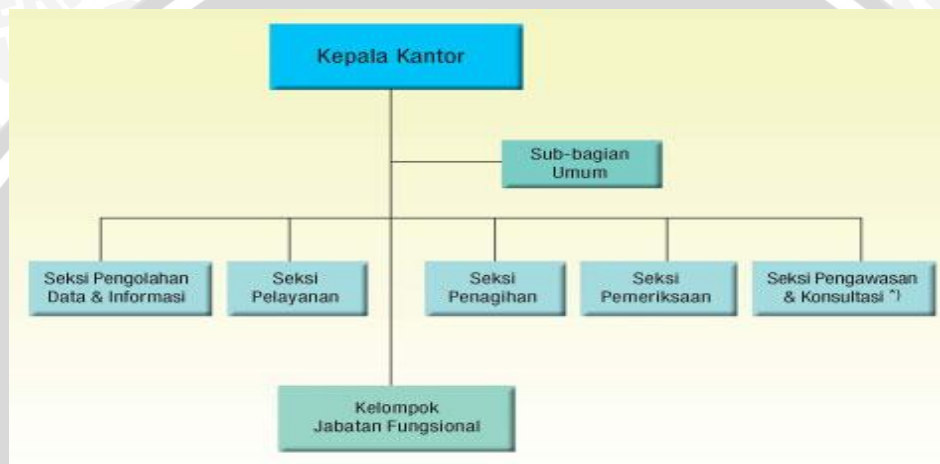 Kepala Kantor
Sub-bagian
Umum
Seksi Pengolahan
Data & Informasi
Seksi
Pelayanan
Seksi
Penagihan
Seksi
Pemeriksaan
Seksi Pengawasan
& Konsultasi *)
Kelompok
Jabatan Fungsional